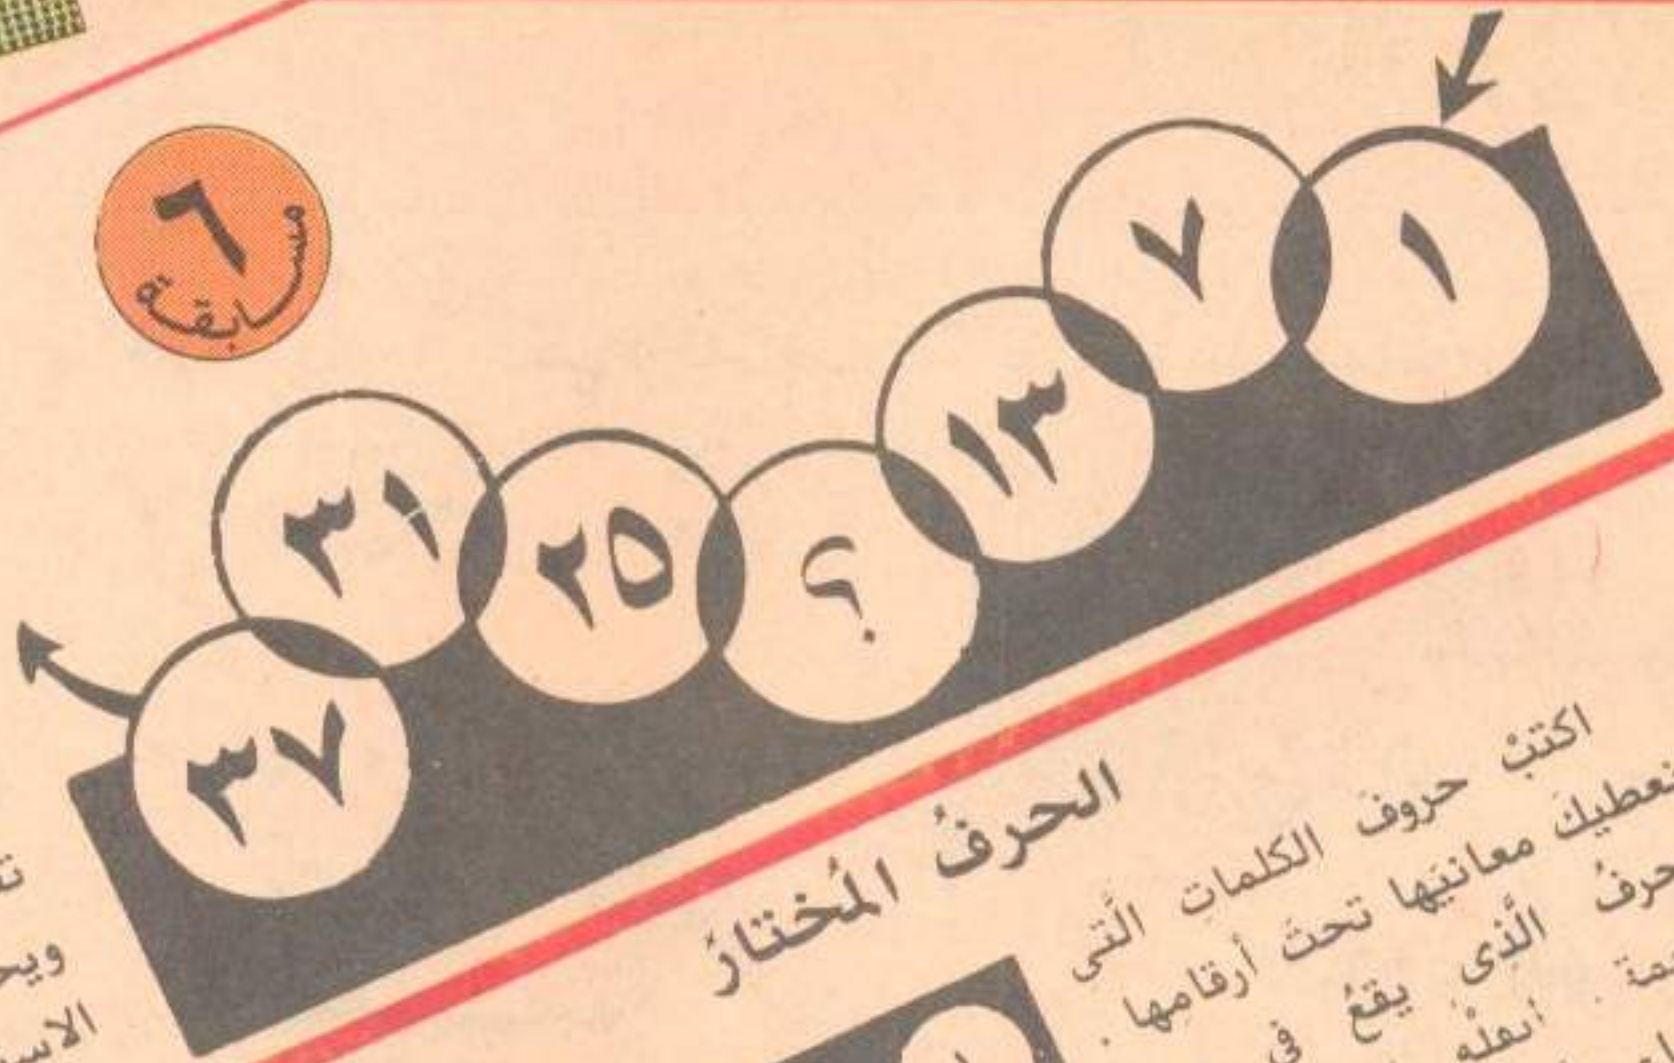 ٦
مسابقة
١
٧
١٣
؟
٢٥
٣١
٣٧
الحرفُ المُختارُ
اكتبْ حروفَ الكلماتِ الَّتى
نعطيكَ معانيَها تحتَ أرقامِها .
الَّذى يقعُ فى